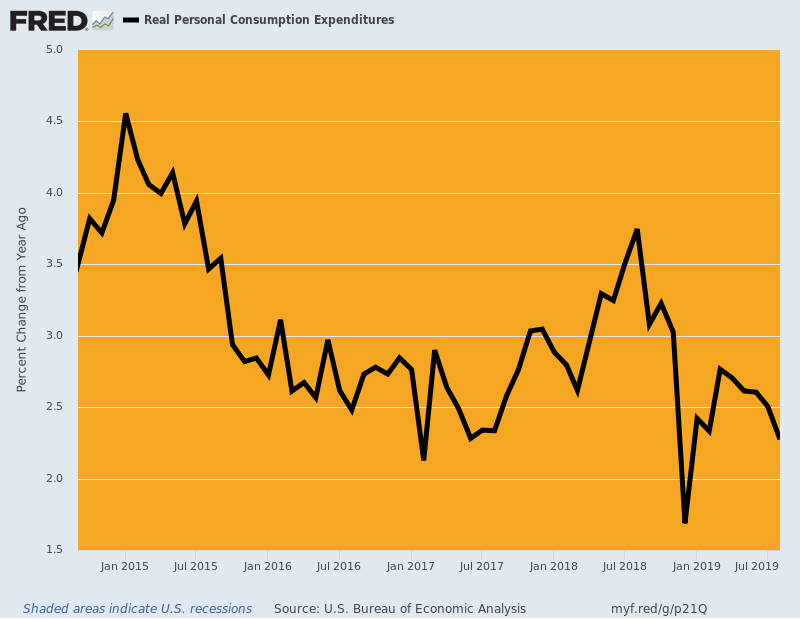 FRED
Real Personal Consumption Expenditures
Percent Change from Year Ago
5.0
4.5
4.0
3.5
3.0
2.5
2.0
1.5
Jan 2015 Jul 2015 Jan 2016 Jul 2016 Jan 2017 Jul 2017 Jan 2018 Jul 2018 Jan 2019 Jul 2019
Shaded areas indicate U.S. recessions Source: U.S. Bureau of Economic Analysis myf.red/g/p21Q